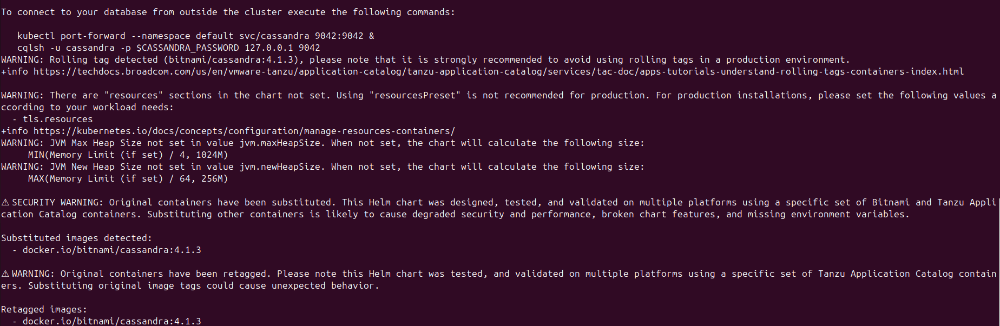 To connect to your database from outside the cluster execute the following commands:
kubectl port-forward --namespace default svc/cassandra 9042:9042 &
cqlsh -u cassandra -p $CASSANDRA_PASSWORD 127.0.0.1 9042
WARNING: Rolling tag detected (bitnami/cassandra:4.1.3), please note that it is strongly recommended to avoid using rolling tags in a production environment.
+info https://techdocs.broadcom.com/us/en/vmware-tanzu/application-catalog/tanzu-application-catalog/services/tac-doc/apps-tutorials-understand-rolling-tags-containers-index.html
WARNING: There are "resources" sections in the chart not set. Using "resourcesPreset" is not recommended for production. For production installations, please set the following values a
ccording to your workload needs:
- tls.resources
+info https://kubernetes.io/docs/concepts/configuration/manage-resources-containers/
WARNING: JVM Max Heap Size not set in value jvm.maxHeapSize. When not set, the chart will calculate the following size:
MIN(Memory Limit (if set) / 4, 1024M)
WARNING: JVM New Heap Size not set in value jvm.newHeapSize. When not set, the chart will calculate the following size:
MAX(Memory Limit (if set) / 64, 256M)
⚠ SECURITY WARNING: Original containers have been substituted. This Helm chart was designed, tested, and validated on multiple platforms using a specific set of Bitnami and Tanzu Appli
cation Catalog containers. Substituting other containers is likely to cause degraded security and performance, broken chart features, and missing environment variables.
Substituted images detected:
- docker.io/bitnami/cassandra:4.1.3
⚠ WARNING: Original containers have been retagged. Please note this Helm chart was tested, and validated on multiple platforms using a specific set of Tanzu Application Catalog contain
ers. Substituting original image tags could cause unexpected behavior.
Retagged images:
- docker.io/bitnami/cassandra:4.1.3